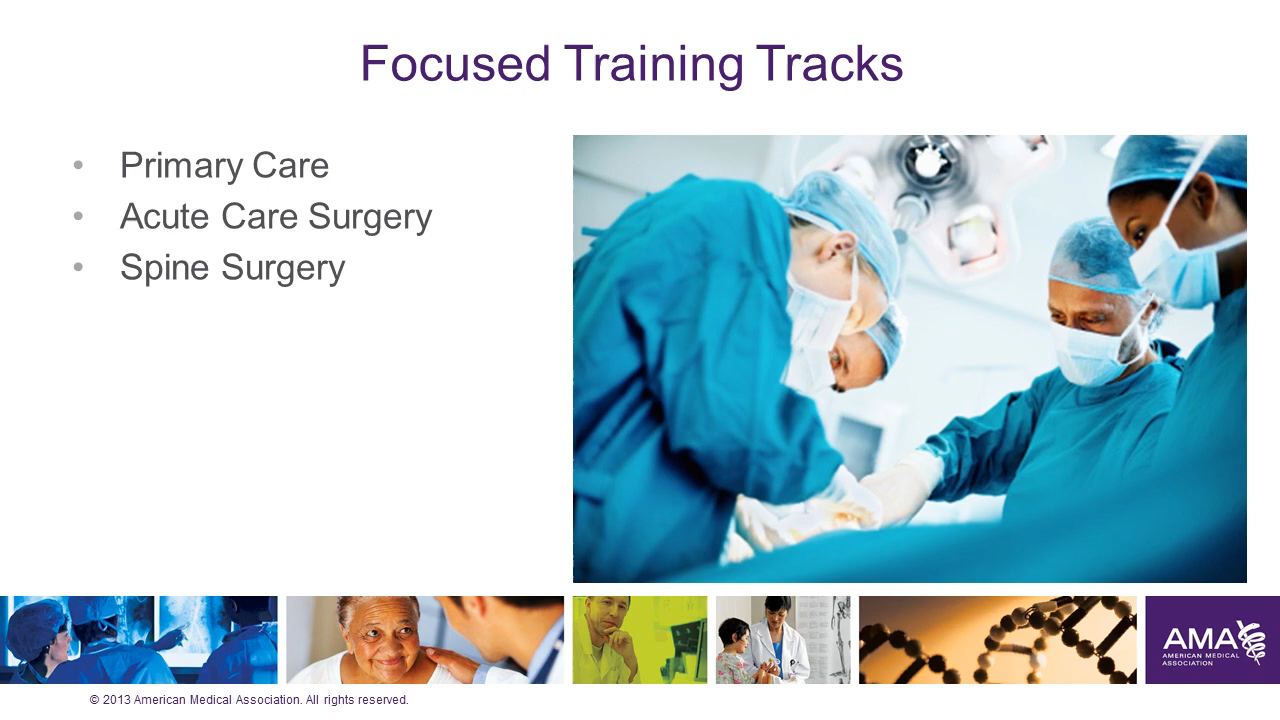 Focused Training Tracks
• Primary Care
• Acute Care Surgery
• Spine Surgery
AMA
AMERICAN MEDICAL
ASSOCIATION
© 2013 American Medical Association. All rights reserved.